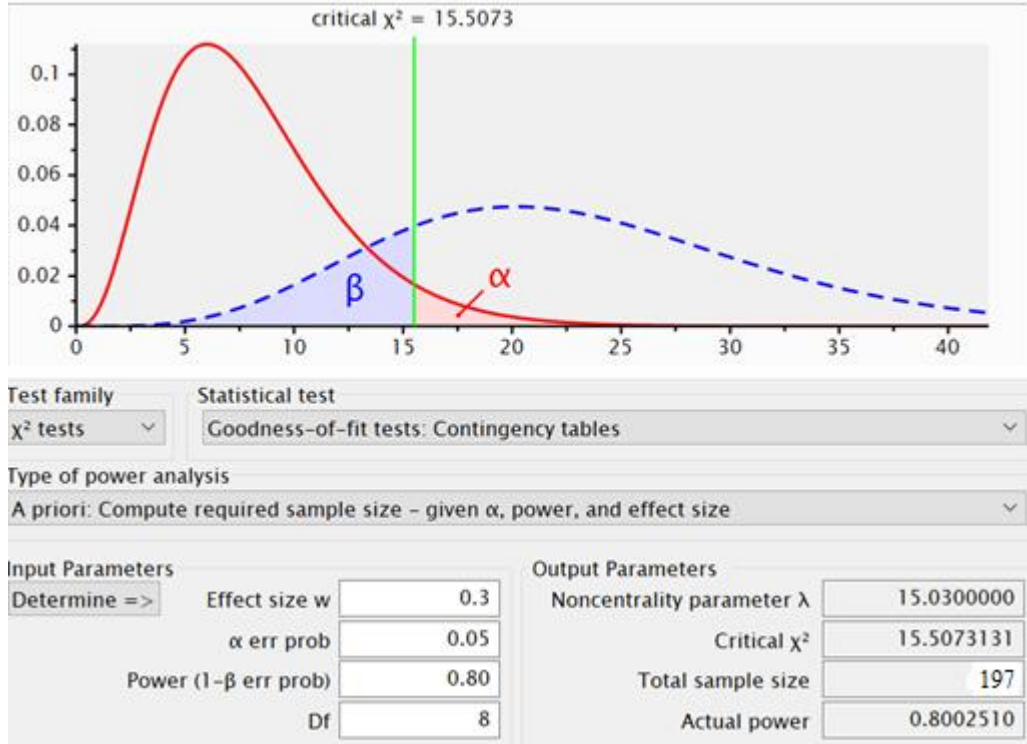 critical χ² = 15.5073
0.1
0.08
0.06
0.04
0.02
0
β
α
0 5 10 15 20 25 30 35 40
Test family Statistical test
χ² tests Goodness-of-fit tests: Contingency tables
Type of power analysis
A priori: Compute required sample size – given α, power, and effect size
Input Parameters Output Parameters
Determine => Effect size w 0.3 Noncentrality parameter λ 15.0300000
α err prob 0.05 Critical χ² 15.5073131
Power (1-β err prob) 0.80 Total sample size 197
Df 8 Actual power 0.8002510